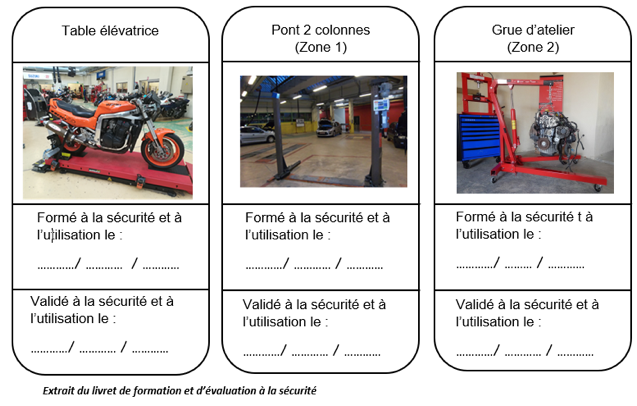 Table élévatrice
Formé à la sécurité et à
l'utilisation le :
…………/ ………… / …………
Validé à la sécurité et à
l'utilisation le :
…………/ ………… / …………
Pont 2 colonnes
(Zone 1)
Formé à la sécurité et à
l'utilisation le :
…………/ ………… / …………
Validé à la sécurité et à
l'utilisation le :
…………/ ………… / …………
Grue d'atelier
(Zone 2)
Formé à la sécurité t à
l'utilisation le :
…………/ ……… / …………
Validé à la sécurité et à
l'utilisation le :
…………/ ………… / …………
Extrait du livret de formation et d'évaluation à la sécurité